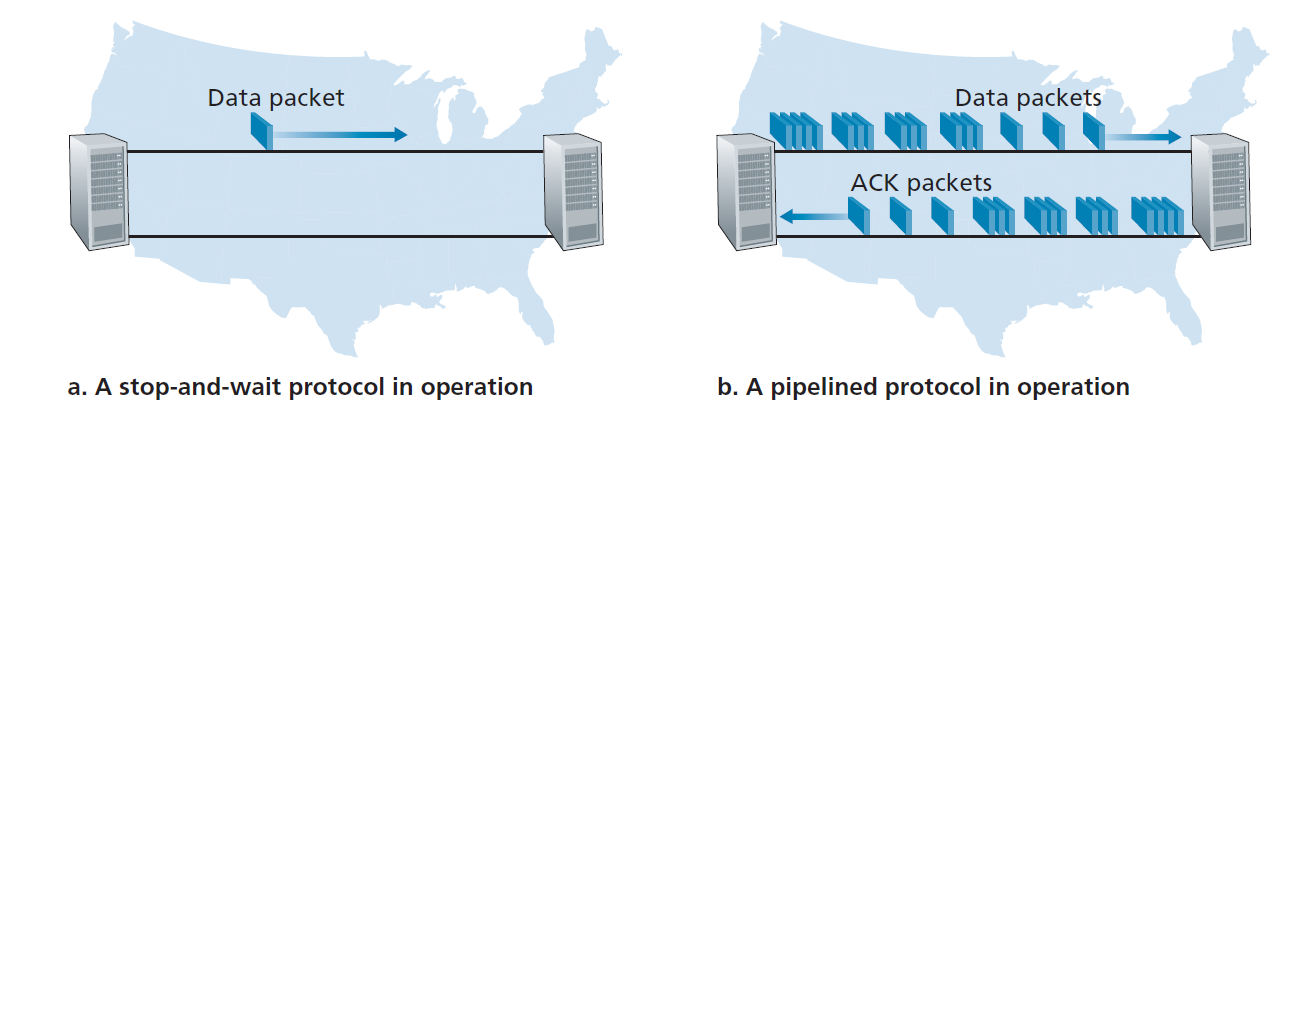 Data packet
a. A stop-and-wait protocol in operation
Data packets
ACK packets
b. A pipelined protocol in operation